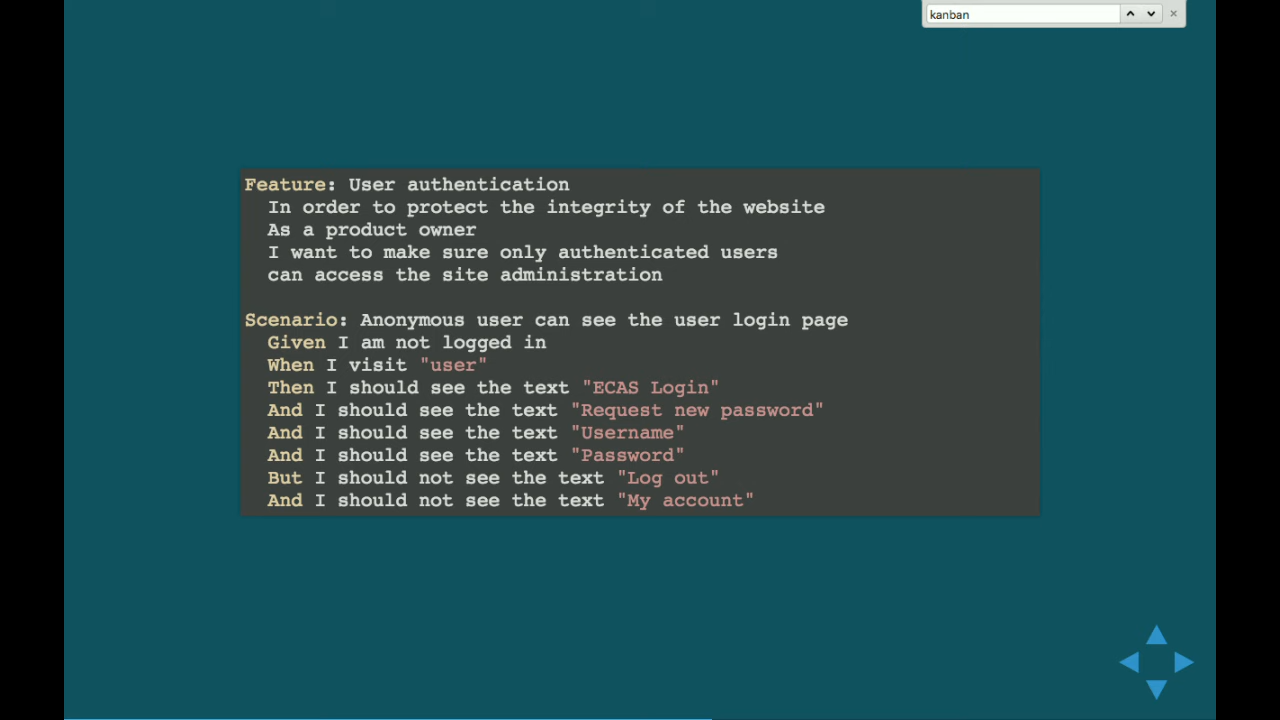 kanban
Feature: User authentication
In order to protect the integrity of the website
As a product owner
I want to make sure only authenticated users
can access the site administration
Scenario: Anonymous user can see the user login page
Given I am not logged in
When I visit "user"
Then I should see the text "ECAS Login"
And I should see the text "Request new password"
And I should see the text "Username"
And I should see the text "Password"
But I should not see the text "Log out"
And I should not see the text "My account"